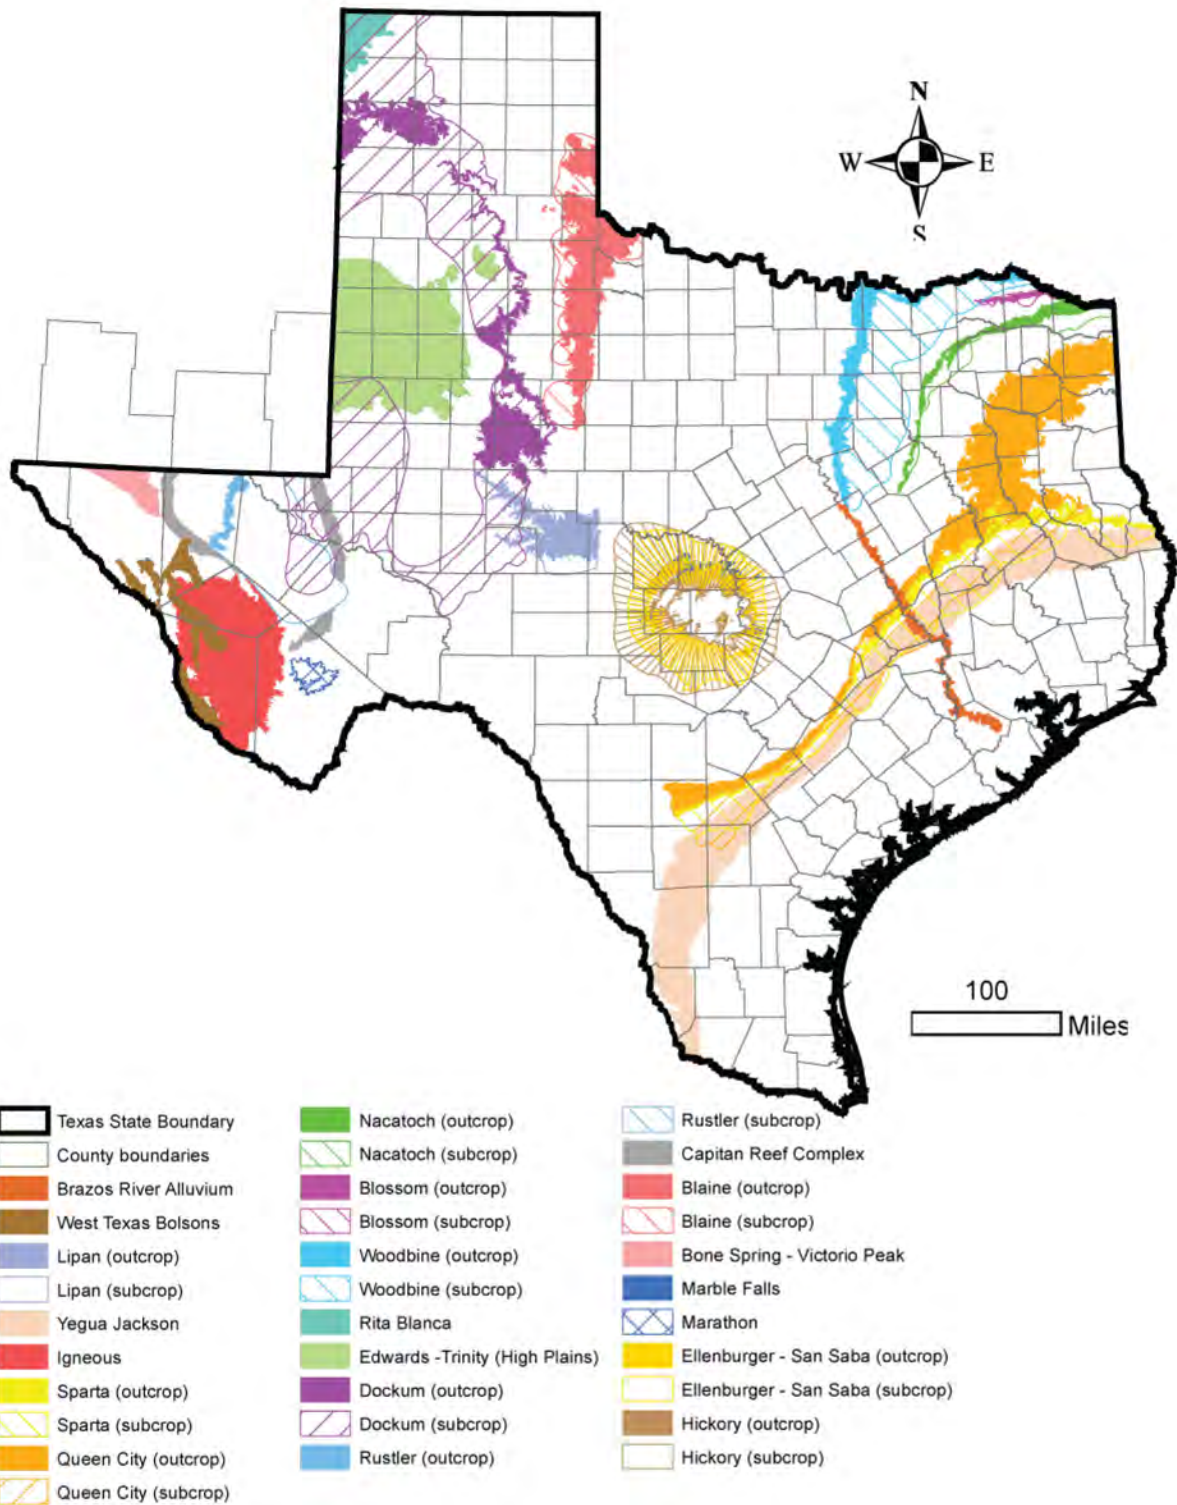 N
W E
S
100
Miles
Texas State Boundary
County boundaries
Brazos River Alluvium
West Texas Bolsons
Lipan (outcrop)
Lipan (subcrop)
Yegua Jackson
Igneous
Sparta (outcrop)
Sparta (subcrop)
Queen City (outcrop)
Queen City (subcrop)
Nacatoch (outcrop)
Nacatoch (subcrop)
Blossom (outcrop)
Blossom (subcrop)
Woodbine (outcrop)
Woodbine (subcrop)
Rita Blanca
Edwards -Trinity (High Plains)
Dockum (outcrop)
Dockum (subcrop)
Rustler (outcrop)
Rustler (subcrop)
Capitan Reef Complex
Blaine (outcrop)
Blaine (subcrop)
Bone Spring - Victorio Peak
Marble Falls
Marathon
Ellenburger - San Saba (outcrop)
Ellenburger - San Saba (subcrop)
Hickory (outcrop)
Hickory (subcrop)